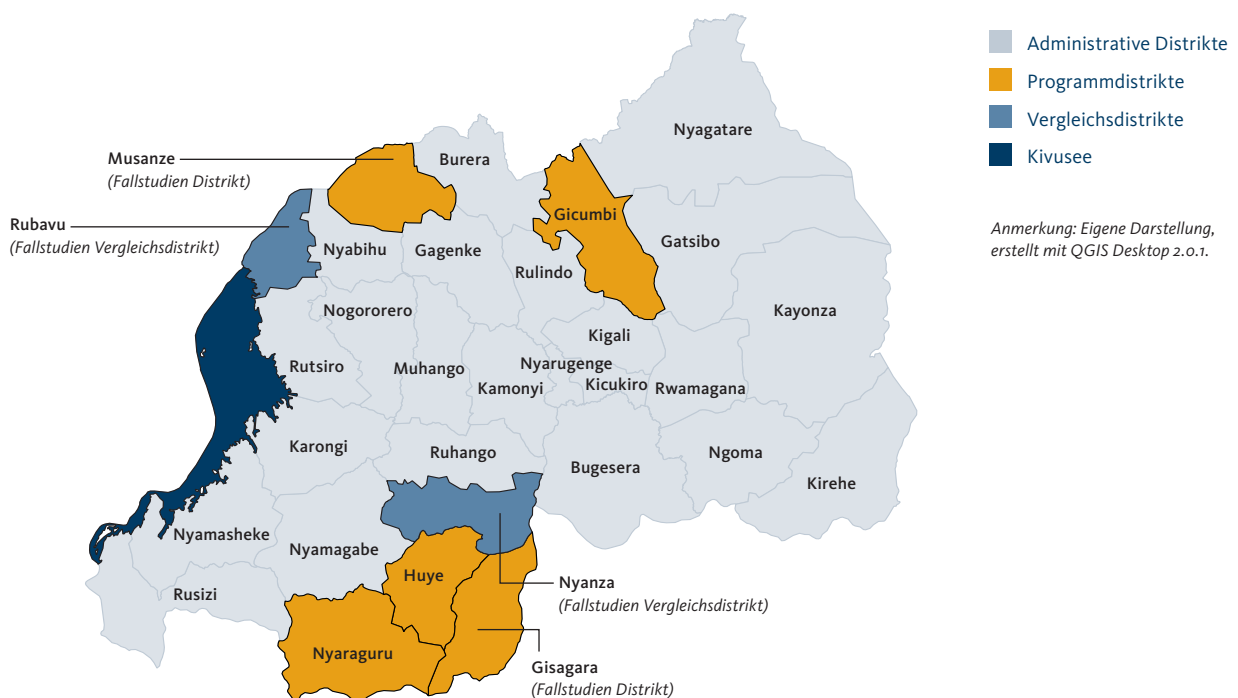 Administrative Distrikte
Programmdistrikte
Vergleichsdistrikte
Kivusee
Anmerkung: Eigene Darstellung,
erstellt mit QGIS Desktop 2.0.1.
Nyagatare
Musanze
(Fallstudien Distrikt)
Burera
Rubavu
(Fallstudien Vergleichsdistrikt)
Gicumbi
Gatsibo
Nyabihu
Gagenke
Rulindo
Nogororero
Kayonza
Kigali
Rutsiro
Muhango
Nyarugenge
Kamonyi
Kicukiro
Rwamagana
Karongi
Ruhango
Bugesera
Ngoma
Kirehe
Nyamasheke
Nyamagabe
Huye
Nyanza
(Fallstudien Vergleichsdistrikt)
Rusizi
Nyaraguru
Gisagara
(Fallstudien Distrikt)